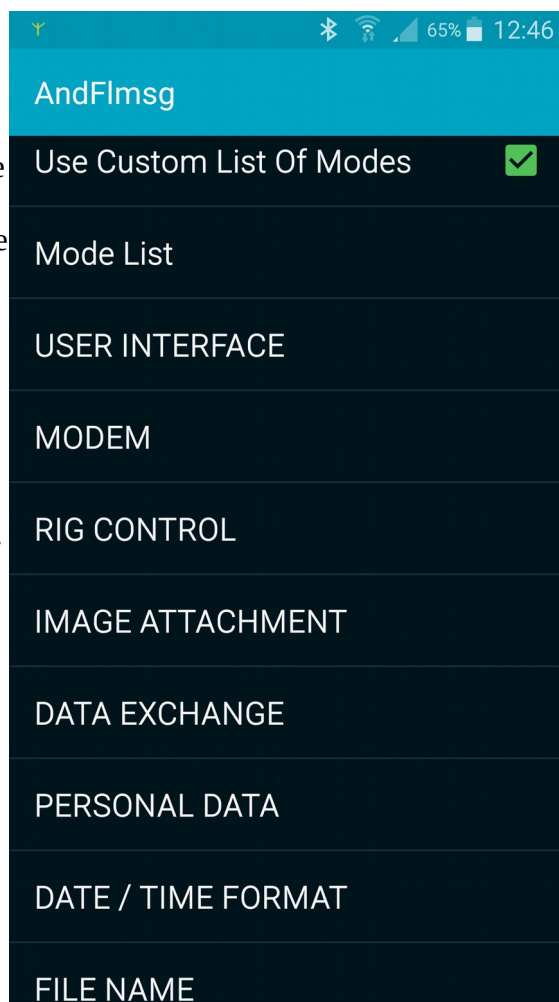 65% 12:46
AndFlmsg
Use Custom List Of Modes
Mode List
USER INTERFACE
MODEM
RIG CONTROL
IMAGE ATTACHMENT
DATA EXCHANGE
PERSONAL DATA
DATE / TIME FORMAT
FILE NAME